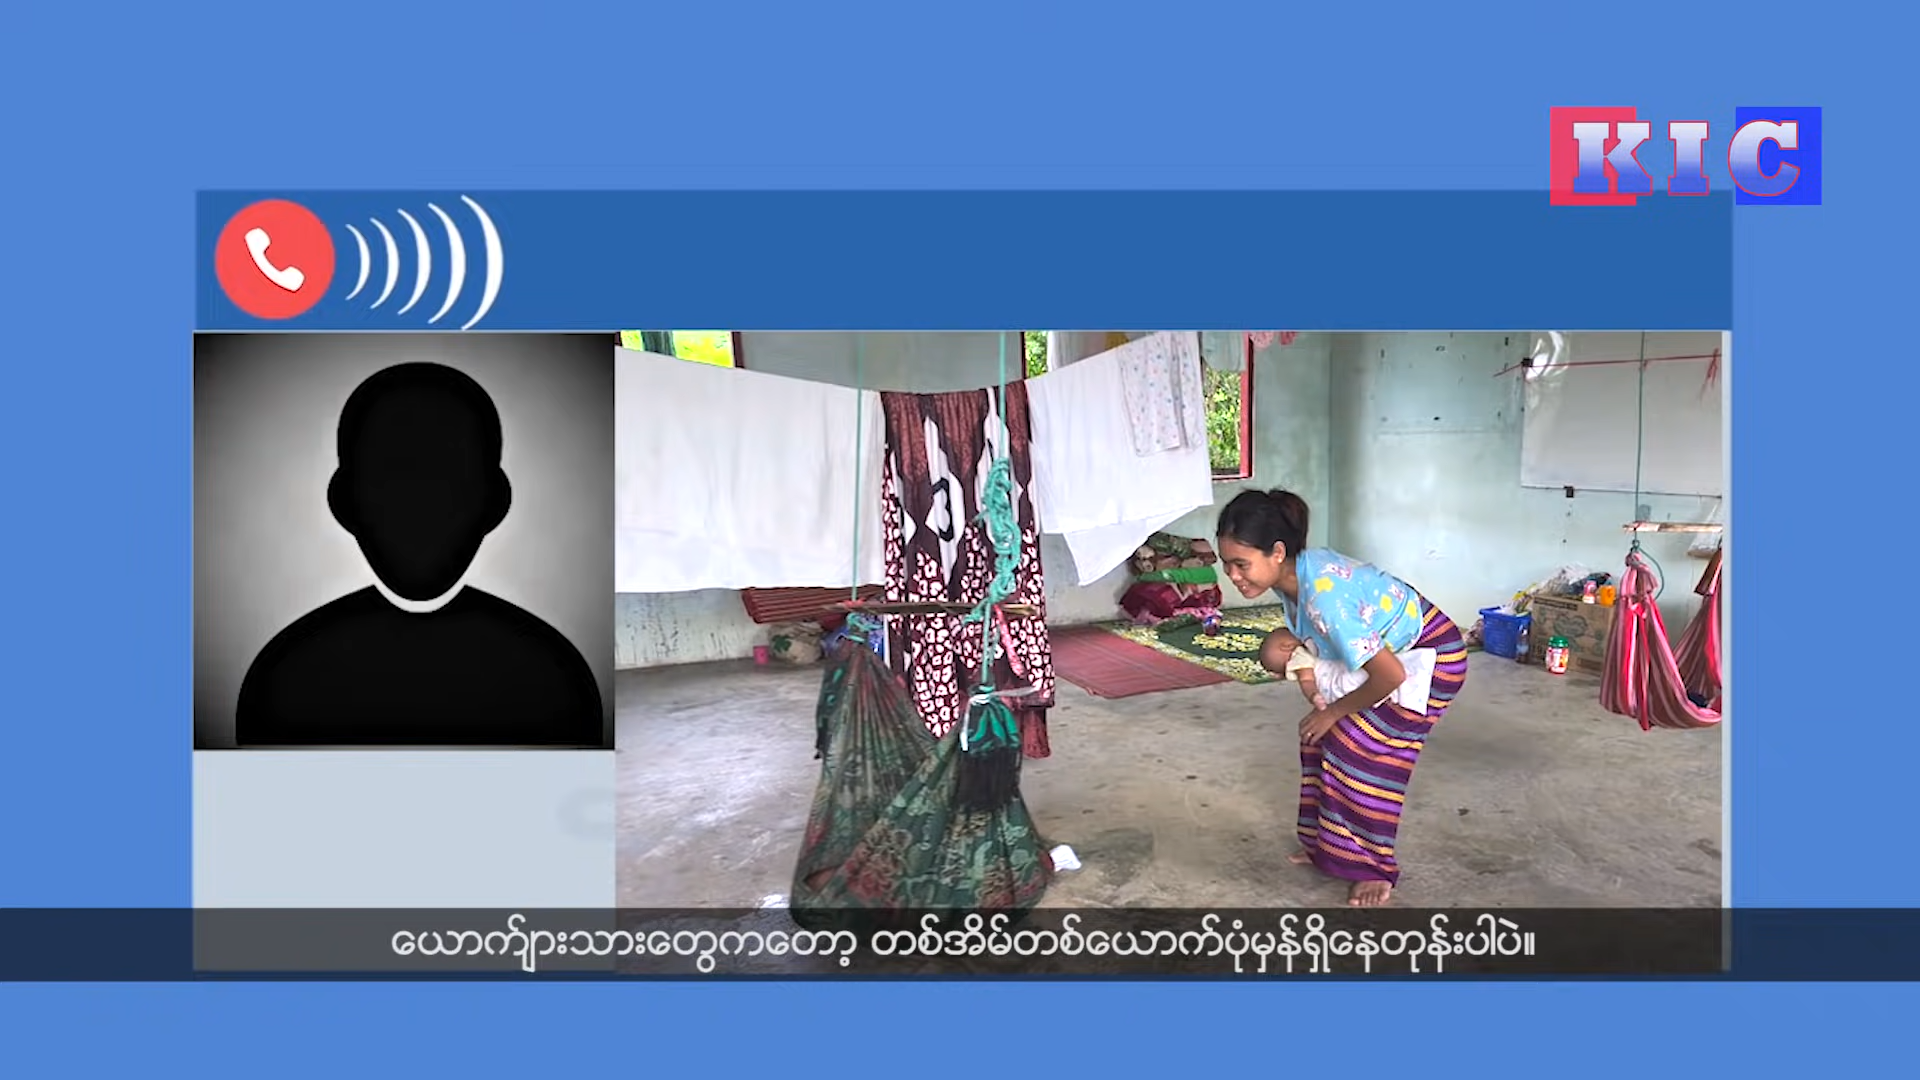 KIC
ယောက်ျားသားတွေကတော့ တစ်အိမ်တစ်ယောက်ပုံမှန်ရှိနေတုန်းပါပဲ။